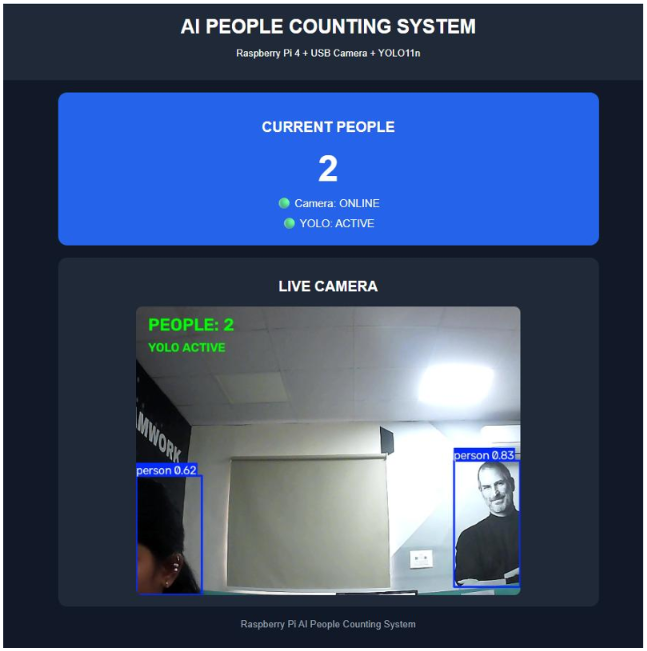 AI PEOPLE COUNTING SYSTEM
Raspberry Pi 4 + USB Camera + YOLO11n
CURRENT PEOPLE
2
Camera: ONLINE
YOLO: ACTIVE
LIVE CAMERA
PEOPLE: 2
YOLO ACTIVE
AMWORK
person 0.62
person 0.83
Raspberry Pi AI People Counting System